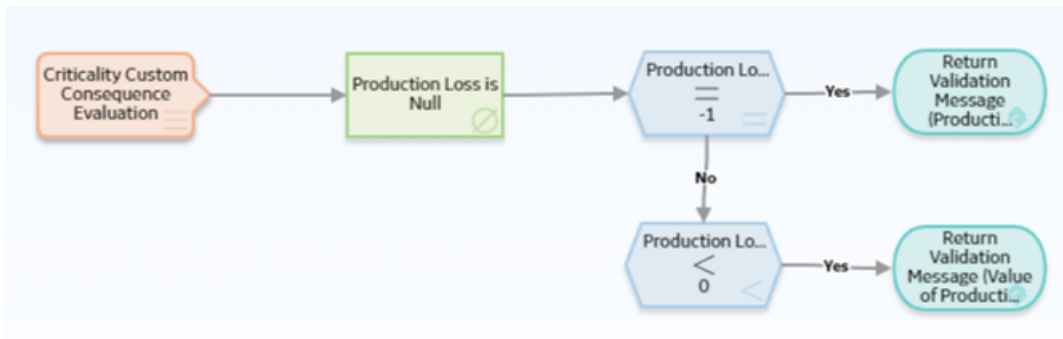 Criticality Custom
Consequence
Evaluation
Production Loss is
Null
Production Lo...
=
-1
Yes
Return
Validation
Message
(Producti...
No
Production Lo...
<
0
Yes
Return
Validation
Message (Value
of Producti...